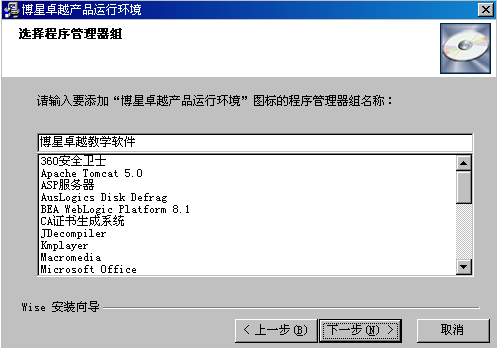 博星卓越产品运行环境
选择程序管理器组
请输入要添加“博星卓越产品运行环境”图标的程序管理器组名称：
博星卓越教学软件
360安全卫士
Apache Tomcat 5.0
ASP服务器
AusLogics Disk Defrag
BEA WebLogic Platform 8.1
CA证书生成系统
JDecompiler
Kmplayer
Macromedia
Microsoft Office
Wise 安装向导
< 上一步(B) 下一步(N) > 取消